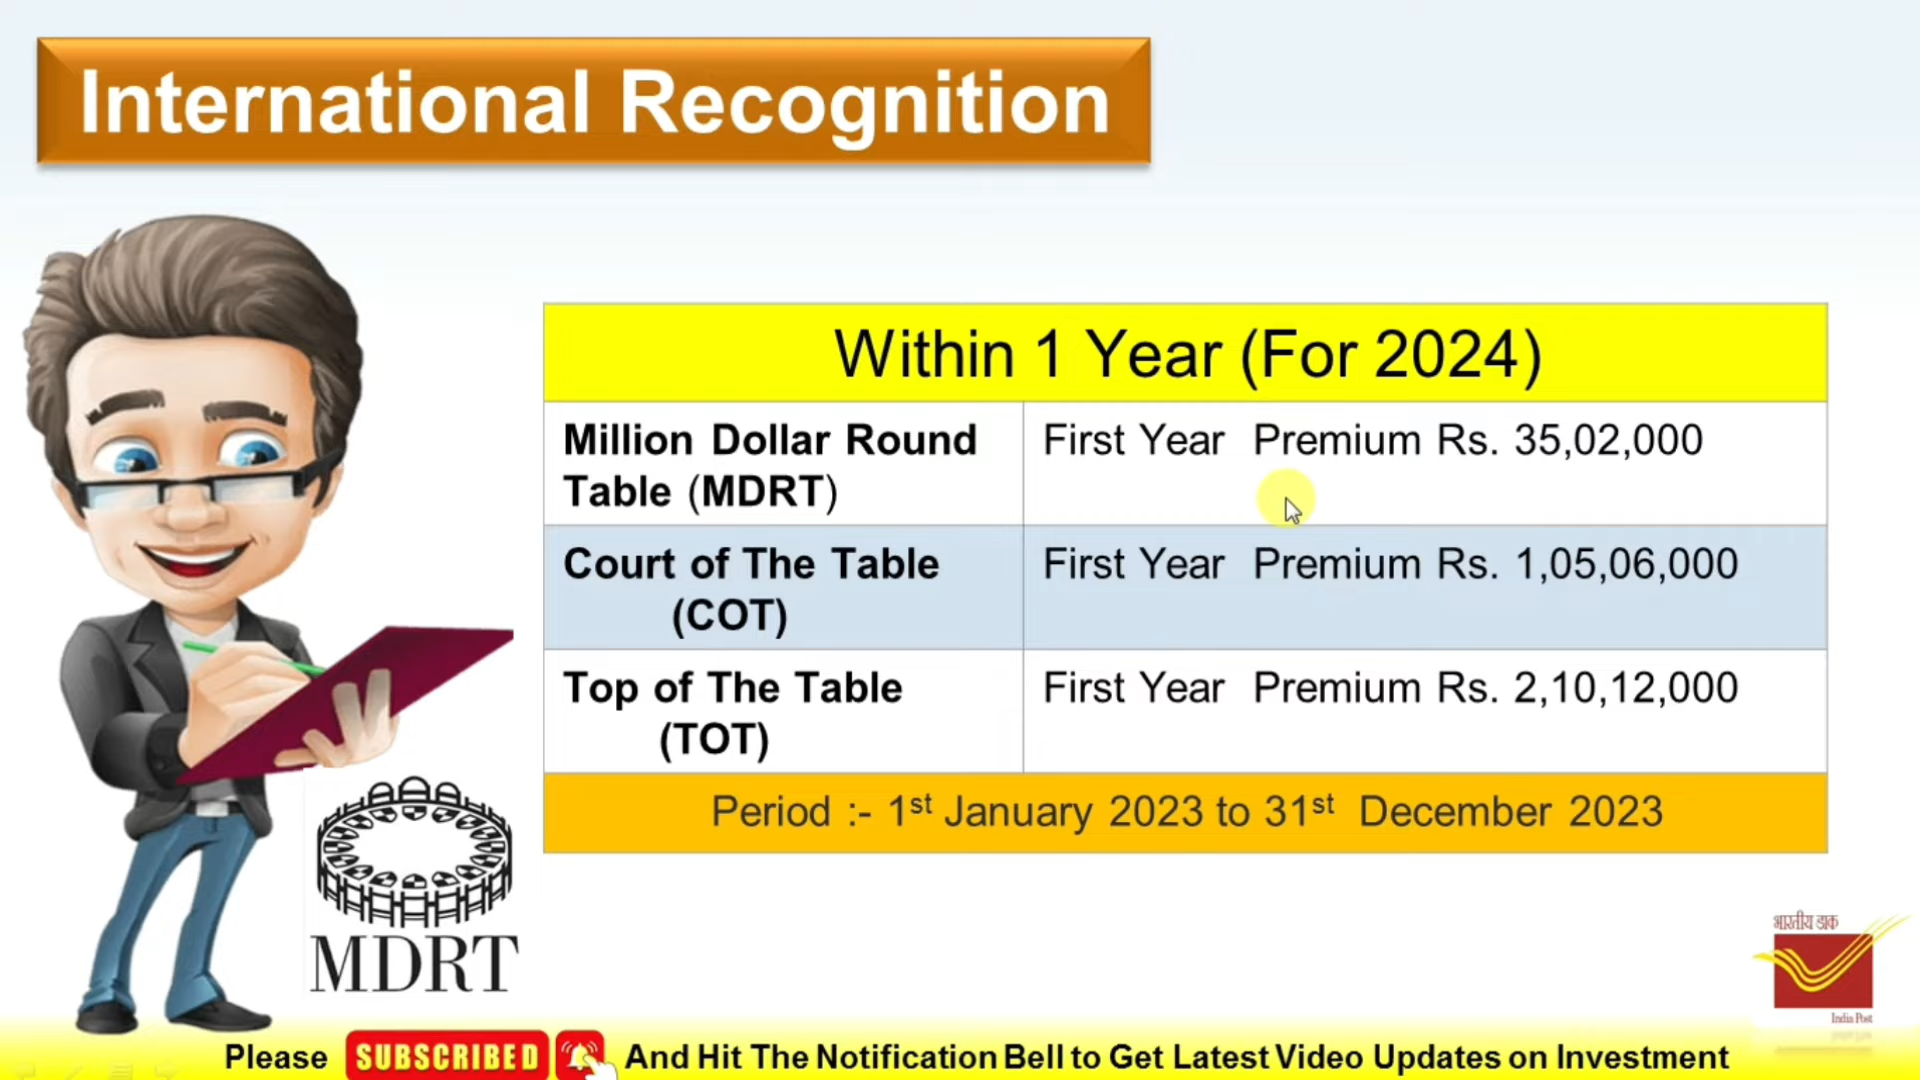 International Recognition
Within 1 Year (For 2024)
Million Dollar Round
Table (MDRT)
First Year Premium Rs. 35,02,000
Court of The Table
(COT)
First Year Premium Rs. 1,05,06,000
Top of The Table
(TOT)
First Year Premium Rs. 2,10,12,000
Period :- 1st January 2023 to 31st December 2023
MDRT
भारतीय डाक
India Post
Please SUBSCRIBED And Hit The Notification Bell to Get Latest Video Updates on Investment